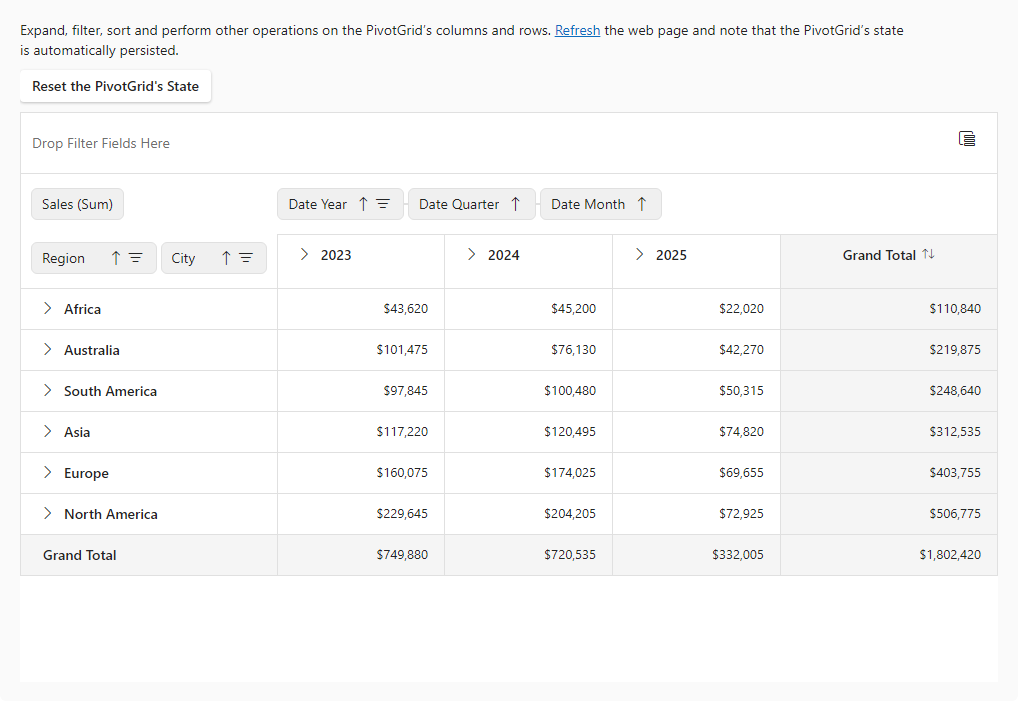 Expand, filter, sort and perform other operations on the PivotGrid's columns and rows. Refresh the web page and note that the PivotGrid's state
is automatically persisted.
Reset the PivotGrid's State
Drop Filter Fields Here
Sales (Sum) Date Year Date Quarter Date Month
Region City 2023 2024 2025 Grand Total
Africa $43,620 $45,200 $22,020 $110,840
Australia $101,475 $76,130 $42,270 $219,875
South America $97,845 $100,480 $50,315 $248,640
Asia $117,220 $120,495 $74,820 $312,535
Europe $160,075 $174,025 $69,655 $403,755
North America $229,645 $204,205 $72,925 $506,775
Grand Total $749,880 $720,535 $332,005 $1,802,420